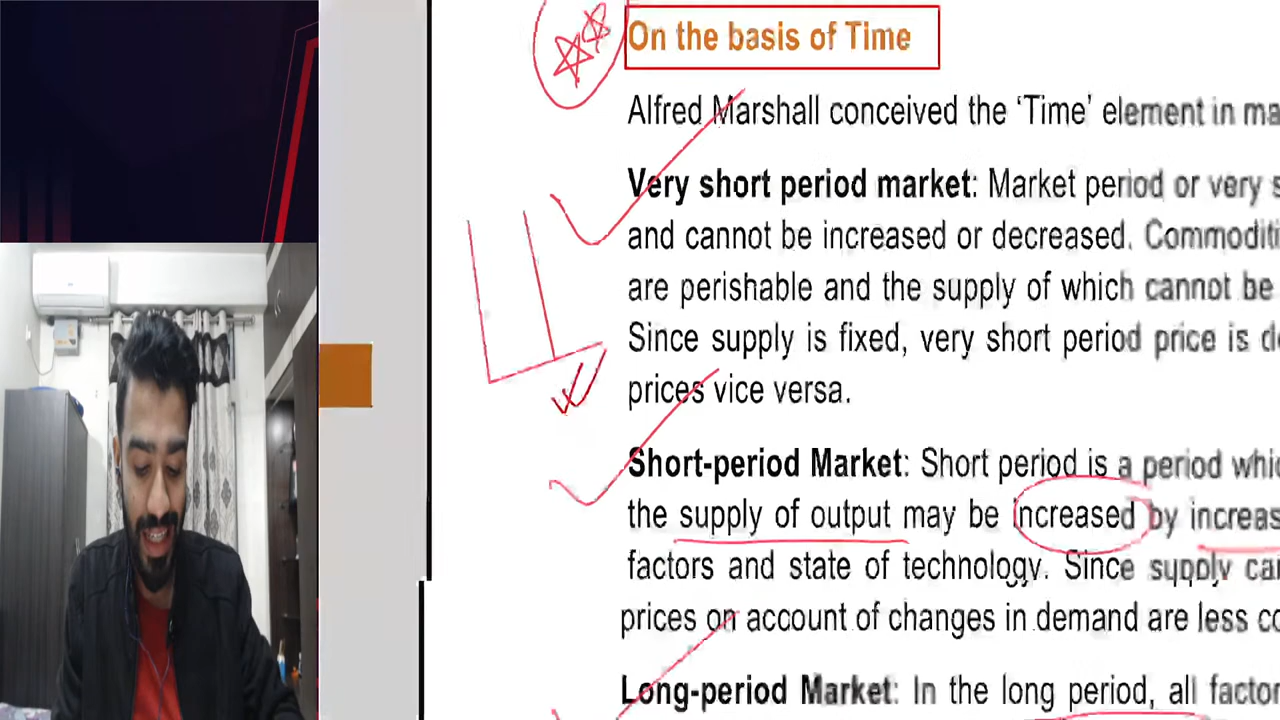 On the basis of Time
Alfred Marshall conceived the ‘Time’ element in ma
Very short period market: Market period or very s
and cannot be increased or decreased. Commoditi
are perishable and the supply of which cannot be
Since supply is fixed, very short period price is d
prices vice versa.
Short-period Market: Short period is a period whic
the supply of output may be increased by increas
factors and state of technology. Since supply ca
prices on account of changes in demand are less co
Long-period Market: In the long period, all factor